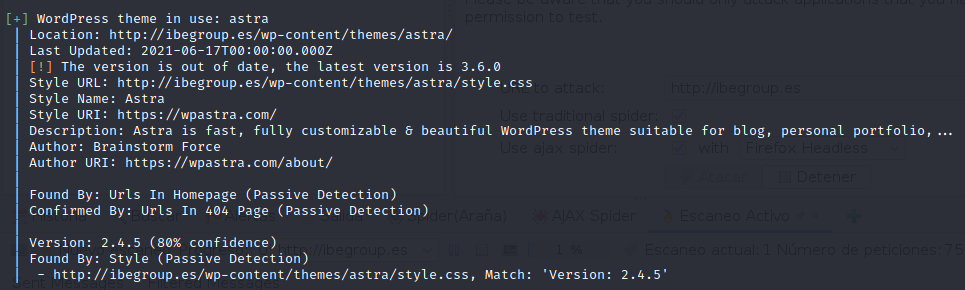 Please be aware that you should only attack applications that you have
permission to test.
[+] WordPress theme in use: astra
| Location: http://ibegroup.es/wp-content/themes/astra/
| Last Updated: 2021-06-17T00:00:00.000Z
| [!] The version is out of date, the latest version is 3.6.0
| Style URL: http://ibegroup.es/wp-content/themes/astra/style.css
| Style Name: Astra
| Style URI: https://wpastra.com/
| Description: Astra is fast, fully customizable & beautiful WordPress theme suitable for blog, personal portfolio,...
| Author: Brainstorm Force
| Author URI: https://wpastra.com/about/
|
| Found By: Urls In Homepage (Passive Detection)
| Confirmed By: Urls In 404 Page (Passive Detection)
|
| Version: 2.4.5 (80% confidence)
| Found By: Style (Passive Detection)
|  - http://ibegroup.es/wp-content/themes/astra/style.css, Match: 'Version: 2.4.5'
to attack: http://ibegroup.es
Use traditional spider:
Use ajax spider: with Firefox Headless
Detener
(Araña) AJAX Spider Escaneo Activo
http://ibegroup.es 1 % Escaneo actual: 1 Número de peticiones: 75
Sent Messages Filtered Messages